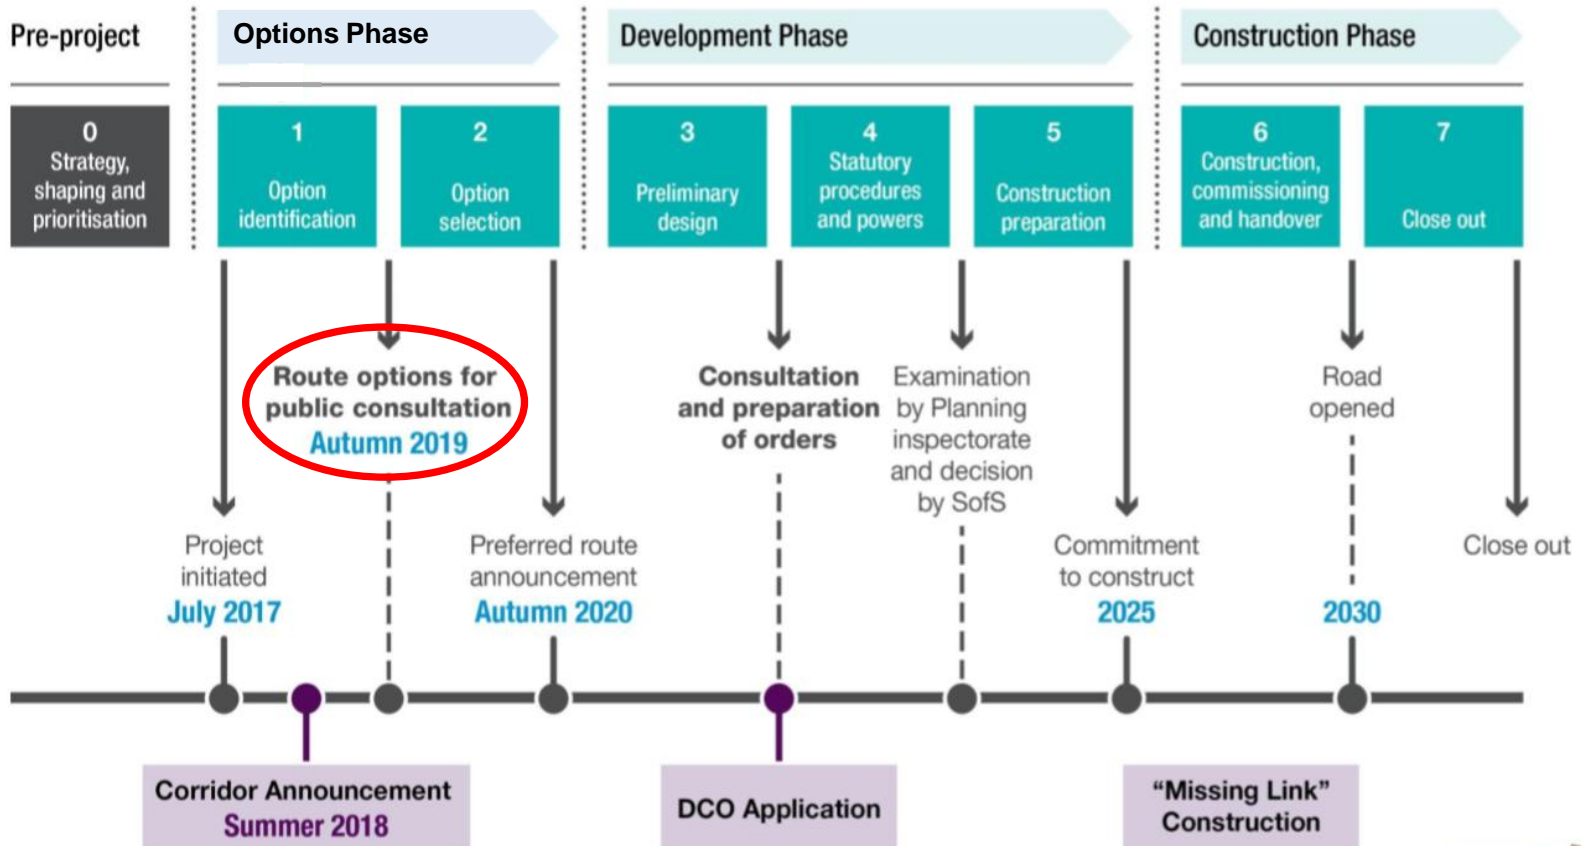 Pre-project
Options Phase
Development Phase
Construction Phase
0
Strategy,
shaping and
prioritisation
1
Option
identification
2
Option
selection
3
Preliminary
design
4
Statutory
procedures
and powers
5
Construction
preparation
6
Construction,
commissioning
and handover
7
Close out
Route options for
public consultation
Autumn 2019
Consultation
and preparation
of orders
Examination
by Planning
inspectorate
and decision
by SofS
Road
opened
Project
initiated
July 2017
Preferred route
announcement
Autumn 2020
Commitment
to construct
2025
2030
Close out
Corridor Announcement
Summer 2018
DCO Application
“Missing Link”
Construction